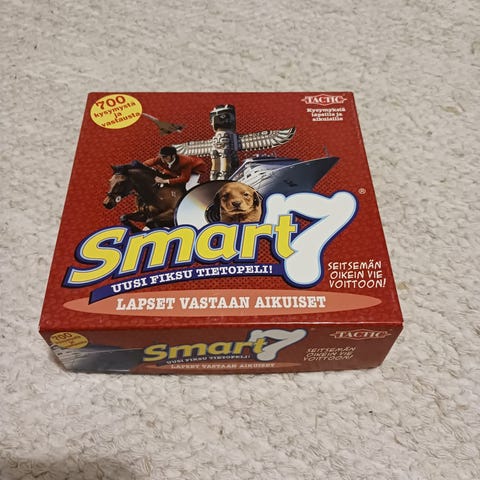 700
kysymystä
ja
vastausta
TACTIC
Kysymyksiä
lapsille ja
aikuisille
Smart7®
UUSI FIKSU TIETOPELI!
LAPSET VASTAAN AIKUISET
SEITSEMÄN
OIKEIN VIE
VOITTOON!
700
Smart7
UUSI FIKSU TIETOPELI!
LAPSET VASTAAN AIKUISET
TACTIC
SEITSEMÄN
OIKEIN VIE
VOITTOON!